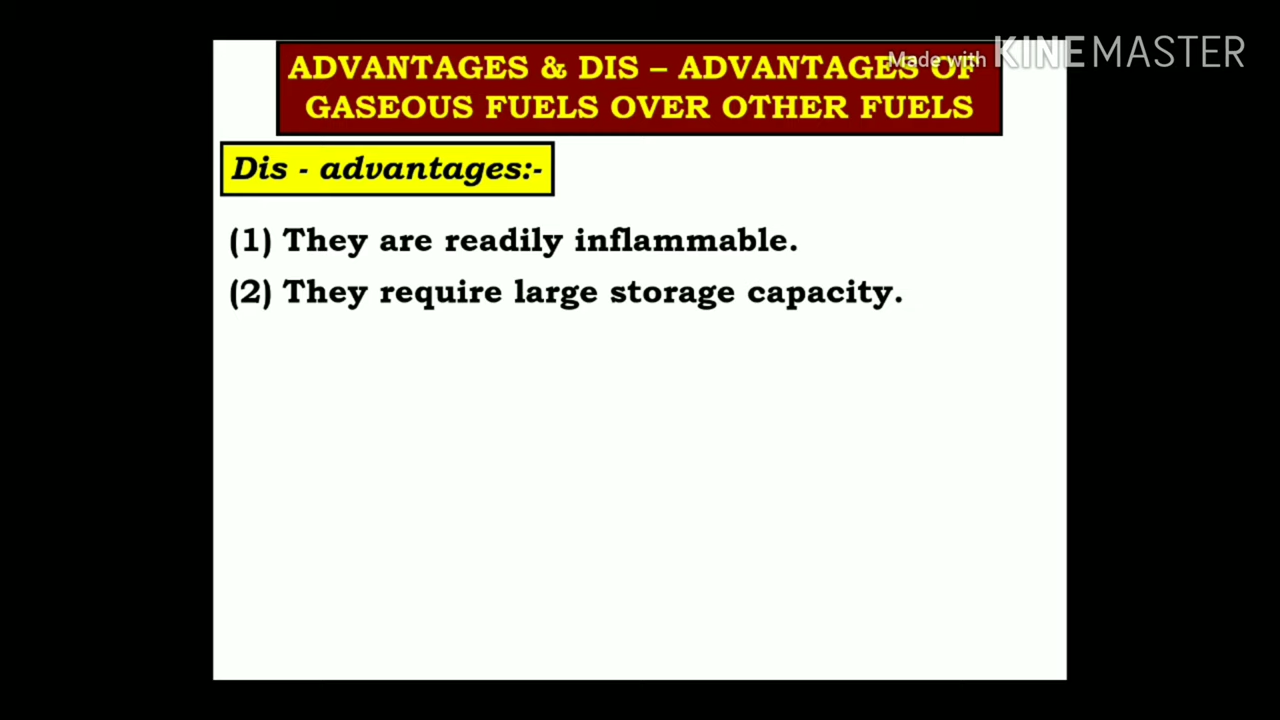 Made with KINEMASTER
ADVANTAGES & DIS – ADVANTAGES OF
GASEOUS FUELS OVER OTHER FUELS
Dis - advantages:-
(1) They are readily inflammable.
(2) They require large storage capacity.